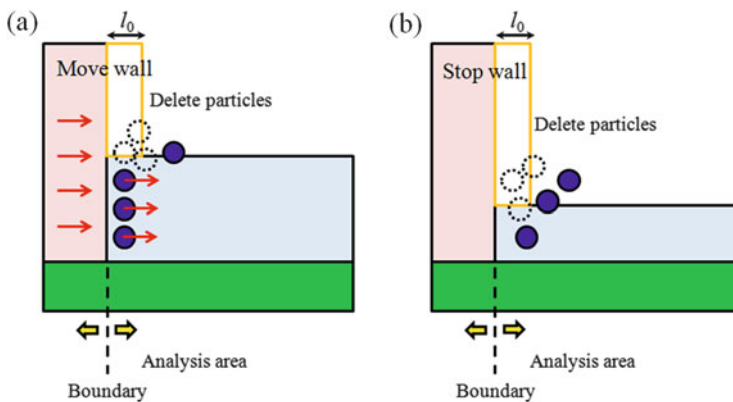 (a)
l0
Move wall
Delete particles
Analysis area
Boundary
(b)
l0
Stop wall
Delete particles
Analysis area
Boundary